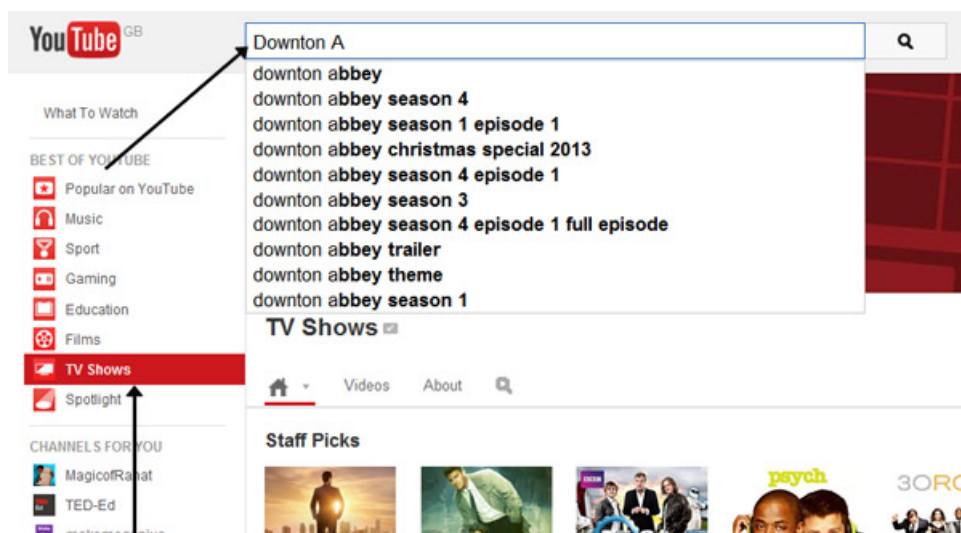 YouTube GB
Downton A
downton abbey
downton abbey season 4
downton abbey season 1 episode 1
downton abbey christmas special 2013
downton abbey season 4 episode 1
downton abbey season 3
downton abbey season 4 episode 1 full episode
downton abbey trailer
downton abbey theme
downton abbey season 1
What To Watch
BEST OF YOUTUBE
Popular on YouTube
Music
Sport
Gaming
Education
Films
TV Shows
Spotlight
CHANNELS FOR YOU
MagicofRahat
TED-Ed
TV Shows
Videos About
Staff Picks
BBC
psych
30RO